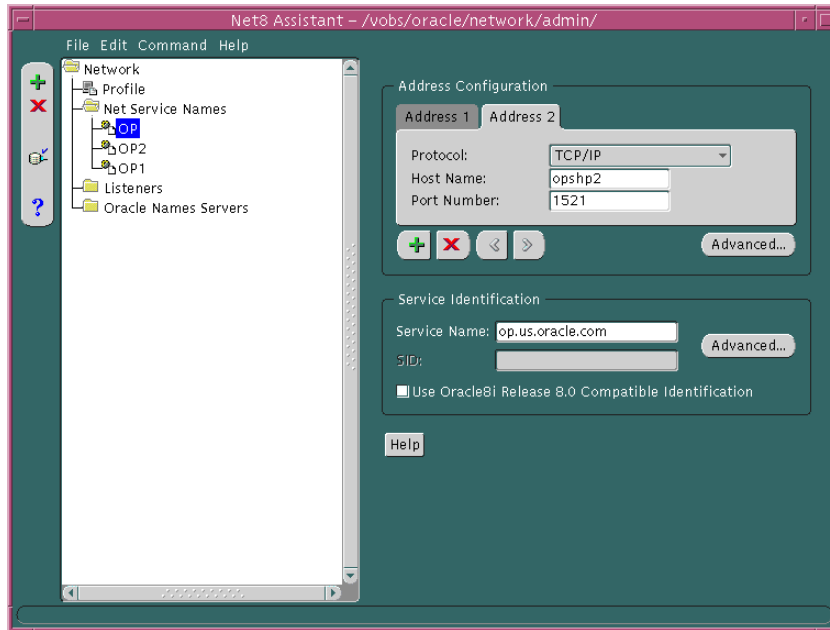 Net8 Assistant – /vobs/oracle/network/admin/
File Edit Command Help
Network
Profile
Net Service Names
OP
OP2
OP1
Listeners
Oracle Names Servers
?
Address Configuration
Address 1 Address 2
Protocol: TCP/IP
Host Name: opshp2
Port Number: 1521
Advanced...
Service Identification
Service Name: op.us.oracle.com
Advanced...
SID:
Use Oracle8i Release 8.0 Compatible Identification
Help